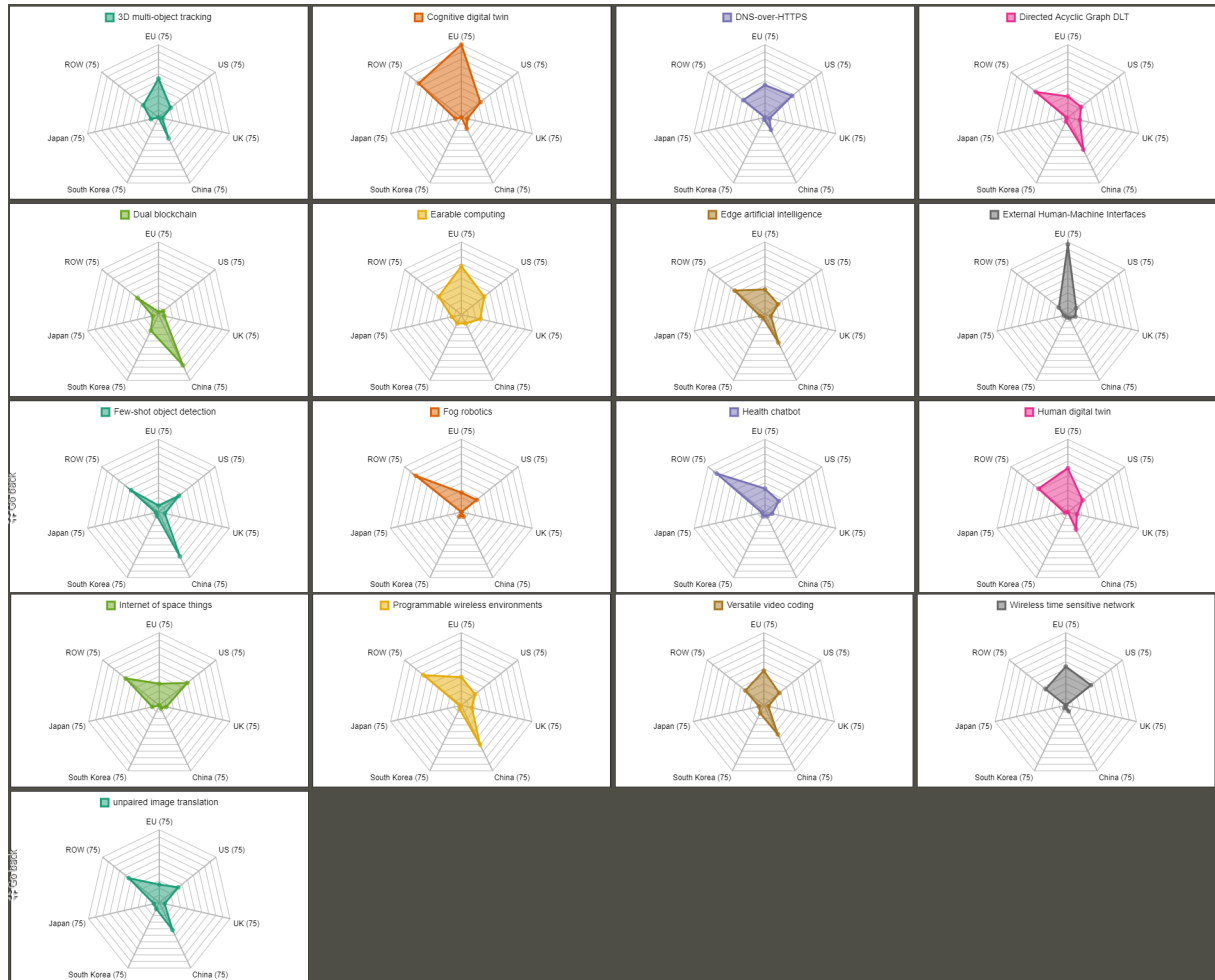 3D multi-object tracking
EU (75)
ROW (75)
US (75)
Japan (75)
UK (75)
South Korea (75)
China (75)
Cognitive digital twin
EU (75)
ROW (75)
US (75)
Japan (75)
UK (75)
South Korea (75)
China (75)
DNS-over-HTTPS
EU (75)
ROW (75)
US (75)
Japan (75)
UK (75)
South Korea (75)
China (75)
Directed Acyclic Graph DLT
EU (75)
ROW (75)
US (75)
Japan (75)
UK (75)
South Korea (75)
China (75)
Dual blockchain
EU (75)
ROW (75)
US (75)
Japan (75)
UK (75)
South Korea (75)
China (75)
Earable computing
EU (75)
ROW (75)
US (75)
Japan (75)
UK (75)
South Korea (75)
China (75)
Edge artificial intelligence
EU (75)
ROW (75)
US (75)
Japan (75)
UK (75)
South Korea (75)
China (75)
External Human-Machine Interfaces
EU (75)
ROW (75)
US (75)
Japan (75)
UK (75)
South Korea (75)
China (75)
Go back
Few-shot object detection
EU (75)
ROW (75)
US (75)
Japan (75)
UK (75)
South Korea (75)
China (75)
Fog robotics
EU (75)
ROW (75)
US (75)
Japan (75)
UK (75)
South Korea (75)
China (75)
Health chatbot
EU (75)
ROW (75)
US (75)
Japan (75)
UK (75)
South Korea (75)
China (75)
Human digital twin
EU (75)
ROW (75)
US (75)
Japan (75)
UK (75)
South Korea (75)
China (75)
Internet of space things
EU (75)
ROW (75)
US (75)
Japan (75)
UK (75)
South Korea (75)
China (75)
Programmable wireless environments
EU (75)
ROW (75)
US (75)
Japan (75)
UK (75)
South Korea (75)
China (75)
Versatile video coding
EU (75)
ROW (75)
US (75)
Japan (75)
UK (75)
South Korea (75)
China (75)
Wireless time sensitive network
EU (75)
ROW (75)
US (75)
Japan (75)
UK (75)
South Korea (75)
China (75)
Go back
unpaired image translation
EU (75)
ROW (75)
US (75)
Japan (75)
UK (75)
South Korea (75)
China (75)